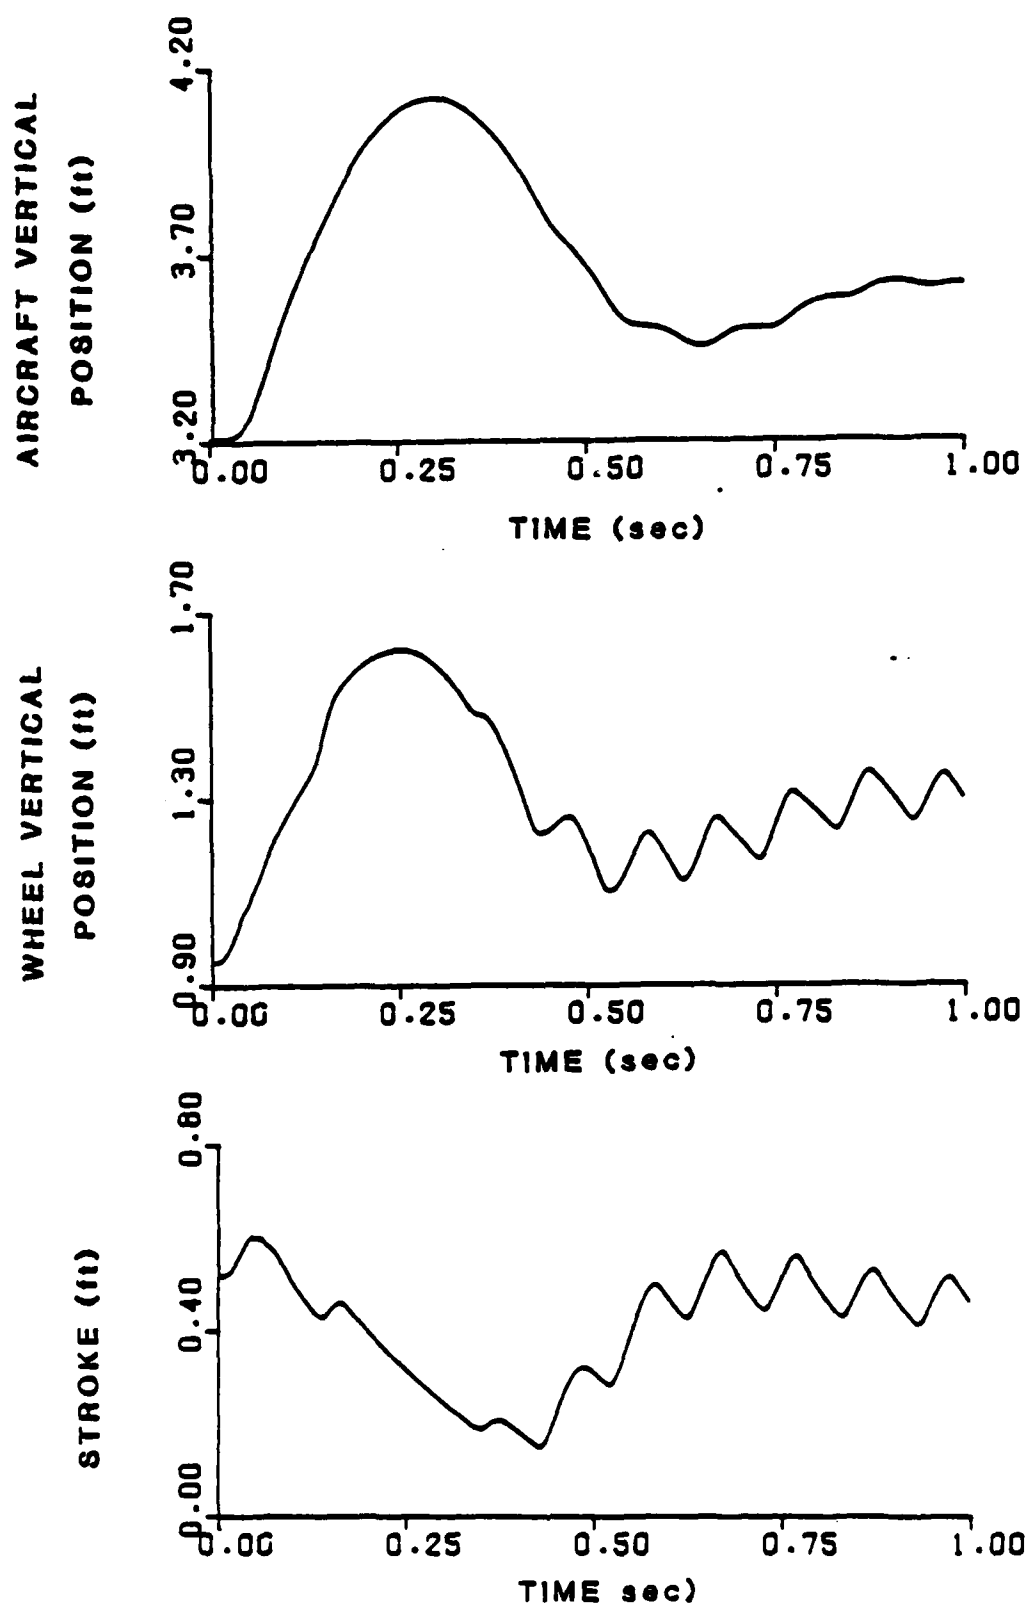 AIRCRAFT VERTICAL
POSITION (ft)
4.20
3.70
3.20
0.00 0.25 0.50 0.75 1.00
TIME (sec)
WHEEL VERTICAL
POSITION (ft)
1.70
1.30
0.90
0.00 0.25 0.50 0.75 1.00
TIME (sec)
STROKE (ft)
0.80
0.40
0.00
0.00 0.25 0.50 0.75 1.00
TIME sec)